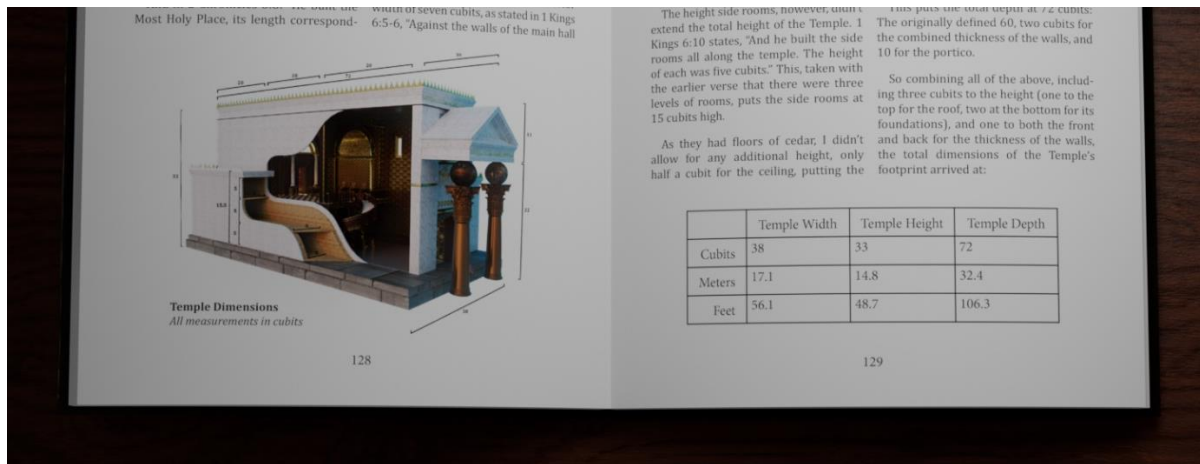 Most Holy Place, its length correspond-
width of seven cubits, as stated in 1 Kings
6:5-6, "Against the walls of the main hall
Temple Dimensions
All measurements in cubits
128
The height side rooms, however, didn't
extend the total height of the Temple. 1
Kings 6:10 states, "And he built the side
rooms all along the temple. The height
of each was five cubits." This, taken with
the earlier verse that there were three
levels of rooms, puts the side rooms at
15 cubits high.
As they had floors of cedar, I didn't
allow for any additional height, only
half a cubit for the ceiling, putting the
This puts the total depth at 72 cubits:
The originally defined 60, two cubits for
the combined thickness of the walls, and
10 for the portico.
So combining all of the above, includ-
ing three cubits to the height (one to the
top for the roof, two at the bottom for its
foundations), and one to both the front
and back for the thickness of the walls,
the total dimensions of the Temple's
footprint arrived at:
Temple Width Temple Height Temple Depth
Cubits 38 33 72
Meters 17.1 14.8 32.4
Feet 56.1 48.7 106.3
129